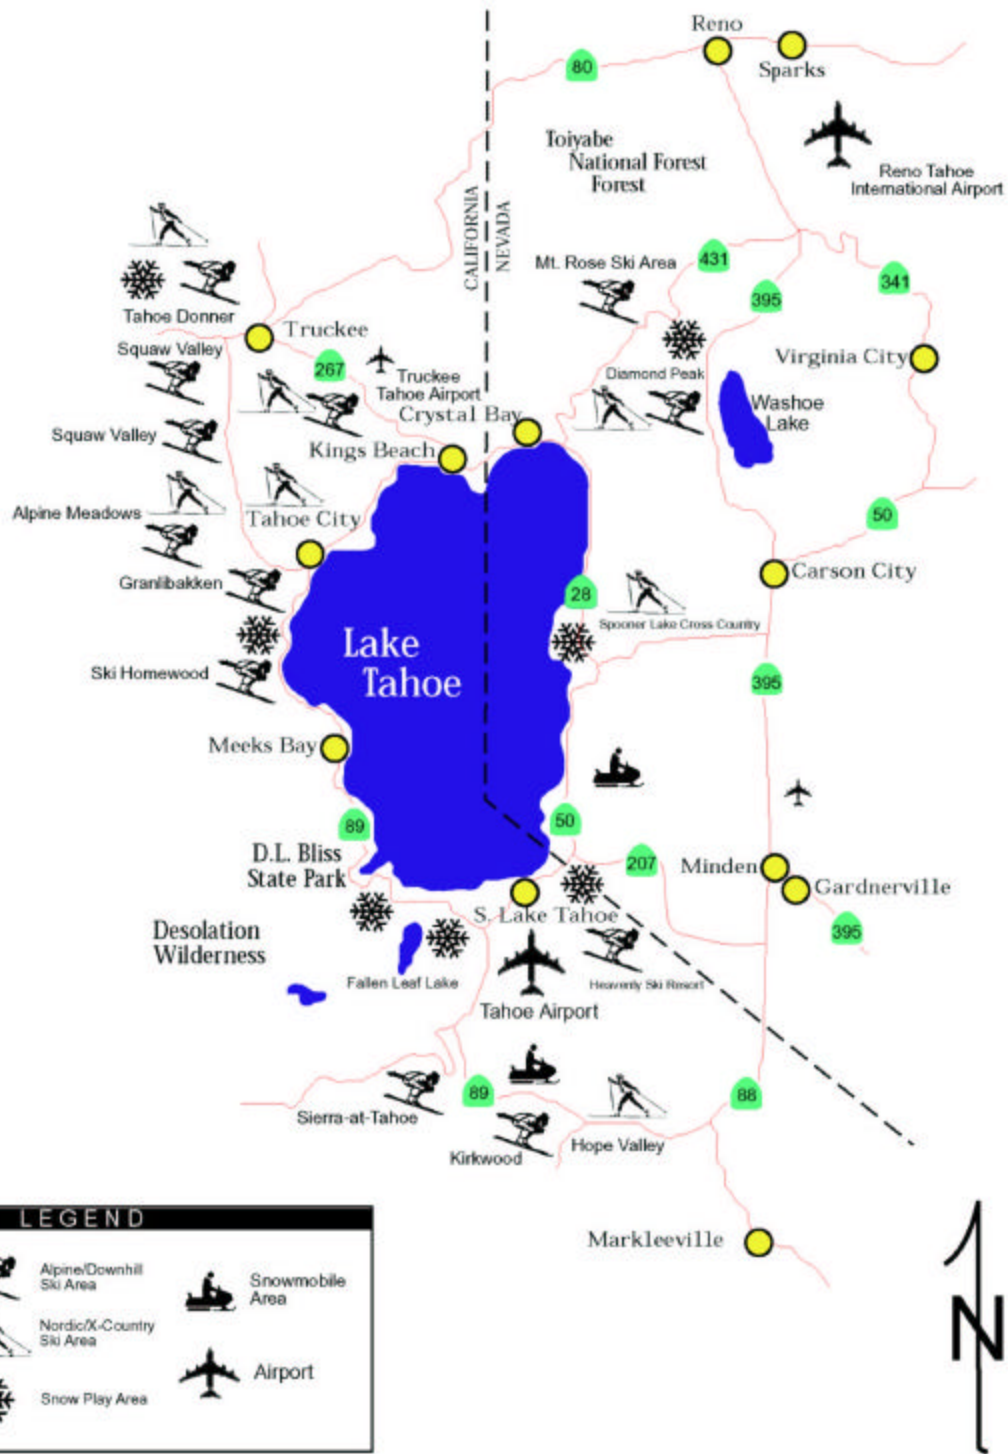 Reno
Sparks
80
Toiyabe
National Forest
Forest
Reno Tahoe
International Airport
CALIFORNIA
NEVADA
Mt. Rose Ski Area
431
341
395
Tahoe Donner
Truckee
Squaw Valley
267
Truckee
Tahoe Airport
Diamond Peak
Virginia City
Washoe
Lake
Crystal Bay
Kings Beach
Squaw Valley
Alpine Meadows
Tahoe City
50
Granlibakken
Carson City
28
Spooner Lake Cross Country
Lake
Tahoe
Ski Homewood
395
Meeks Bay
89
50
D.L. Bliss
State Park
207
Minden
Gardnerville
S. Lake Tahoe
395
Desolation
Wilderness
Fallen Leaf Lake
Heavenly Ski Resort
Tahoe Airport
89
88
Sierra-at-Tahoe
Kirkwood
Hope Valley
Markleeville
LEGEND
Alpine/Downhill
Ski Area
Snowmobile
Area
Nordic/X-Country
Ski Area
Airport
Snow Play Area
N